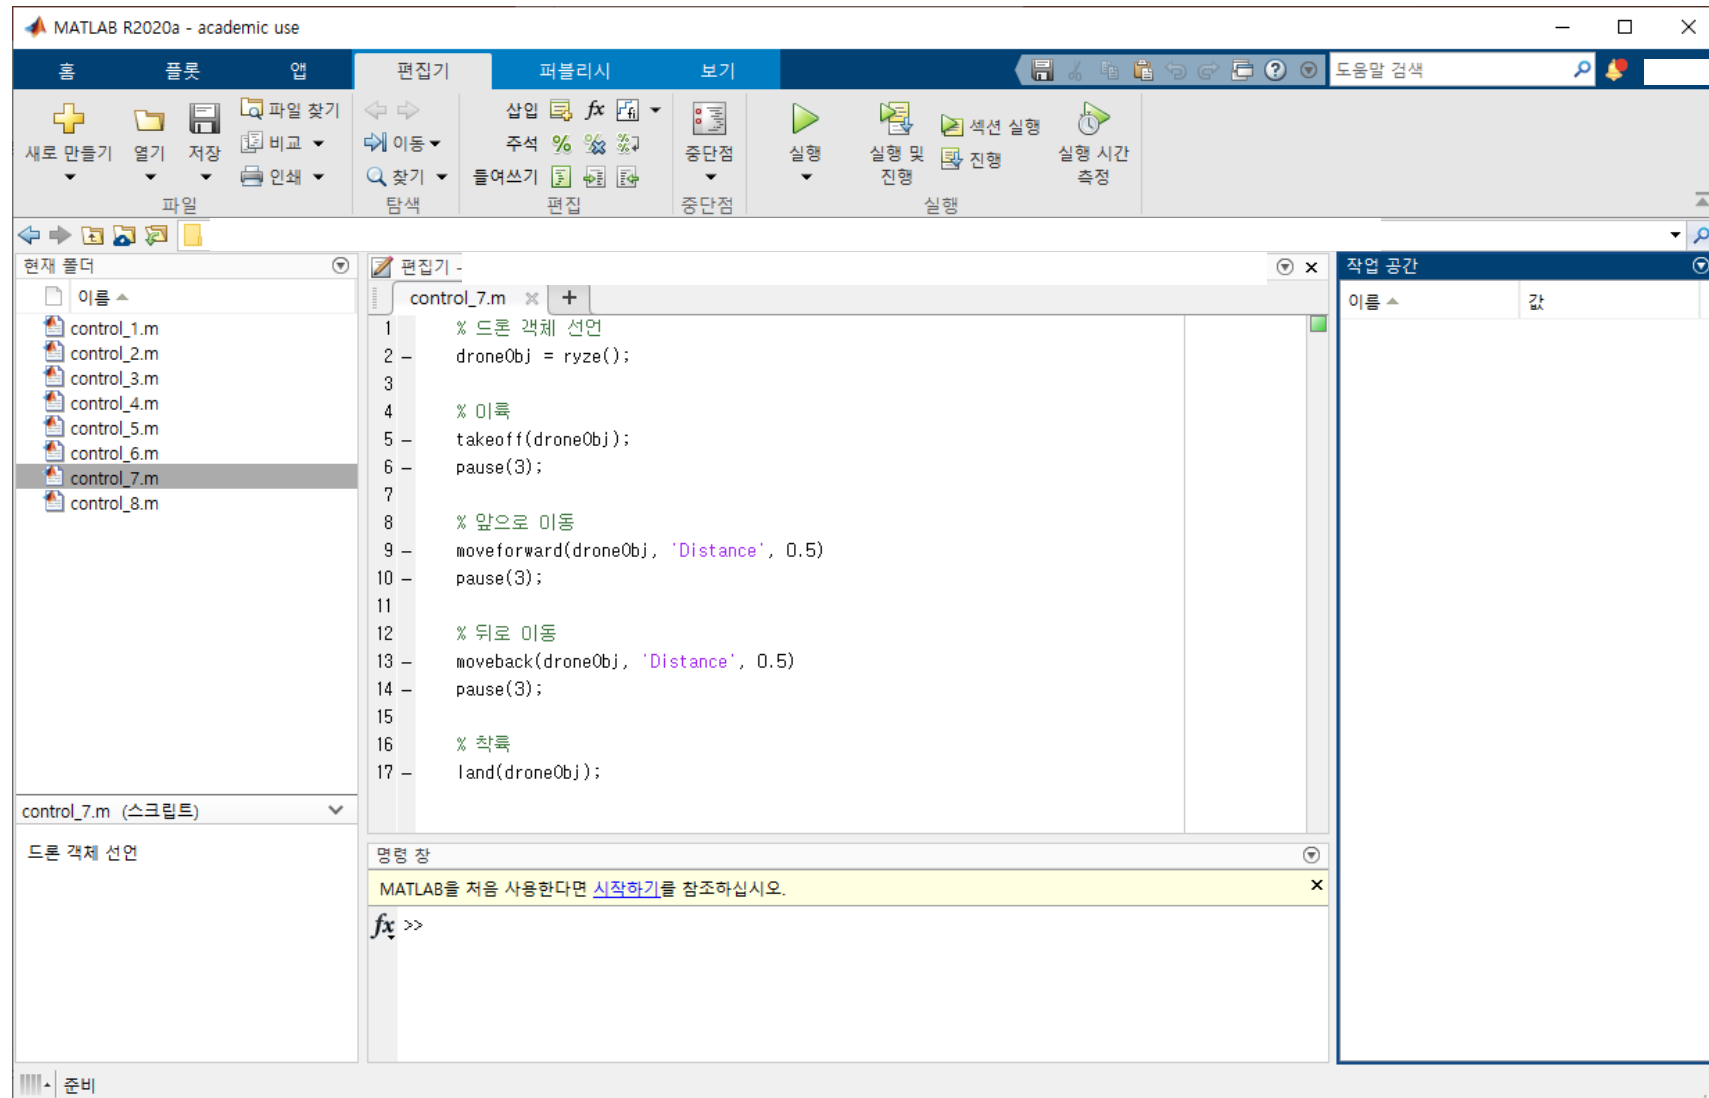 MATLAB R2020a - academic use
홈 플롯 앱 편집기 퍼블리시 보기 도움말 검색
새로 만들기 열기 저장 파일 찾기 비교 인쇄
파일
이동 찾기
탐색
삽입 fx fi
주석
들여쓰기
편집
중단점
중단점
실행 실행 및 진행 섹션 실행 진행 실행 시간 측정
실행
현재 폴더
이름
control_1.m
control_2.m
control_3.m
control_4.m
control_5.m
control_6.m
control_7.m
control_8.m
control_7.m (스크립트)
드론 객체 선언
편집기 -
control_7.m
1 % 드론 객체 선언
2 – droneObj = ryze();
3
4 % 이륙
5 – takeoff(droneObj);
6 – pause(3);
7
8 % 앞으로 이동
9 – moveforward(droneObj, 'Distance', 0.5)
10 – pause(3);
11
12 % 뒤로 이동
13 – moveback(droneObj, 'Distance', 0.5)
14 – pause(3);
15
16 % 착륙
17 – land(droneObj);
명령 창
MATLAB을 처음 사용한다면 시작하기를 참조하십시오.
fx >>
작업 공간
이름 값
준비